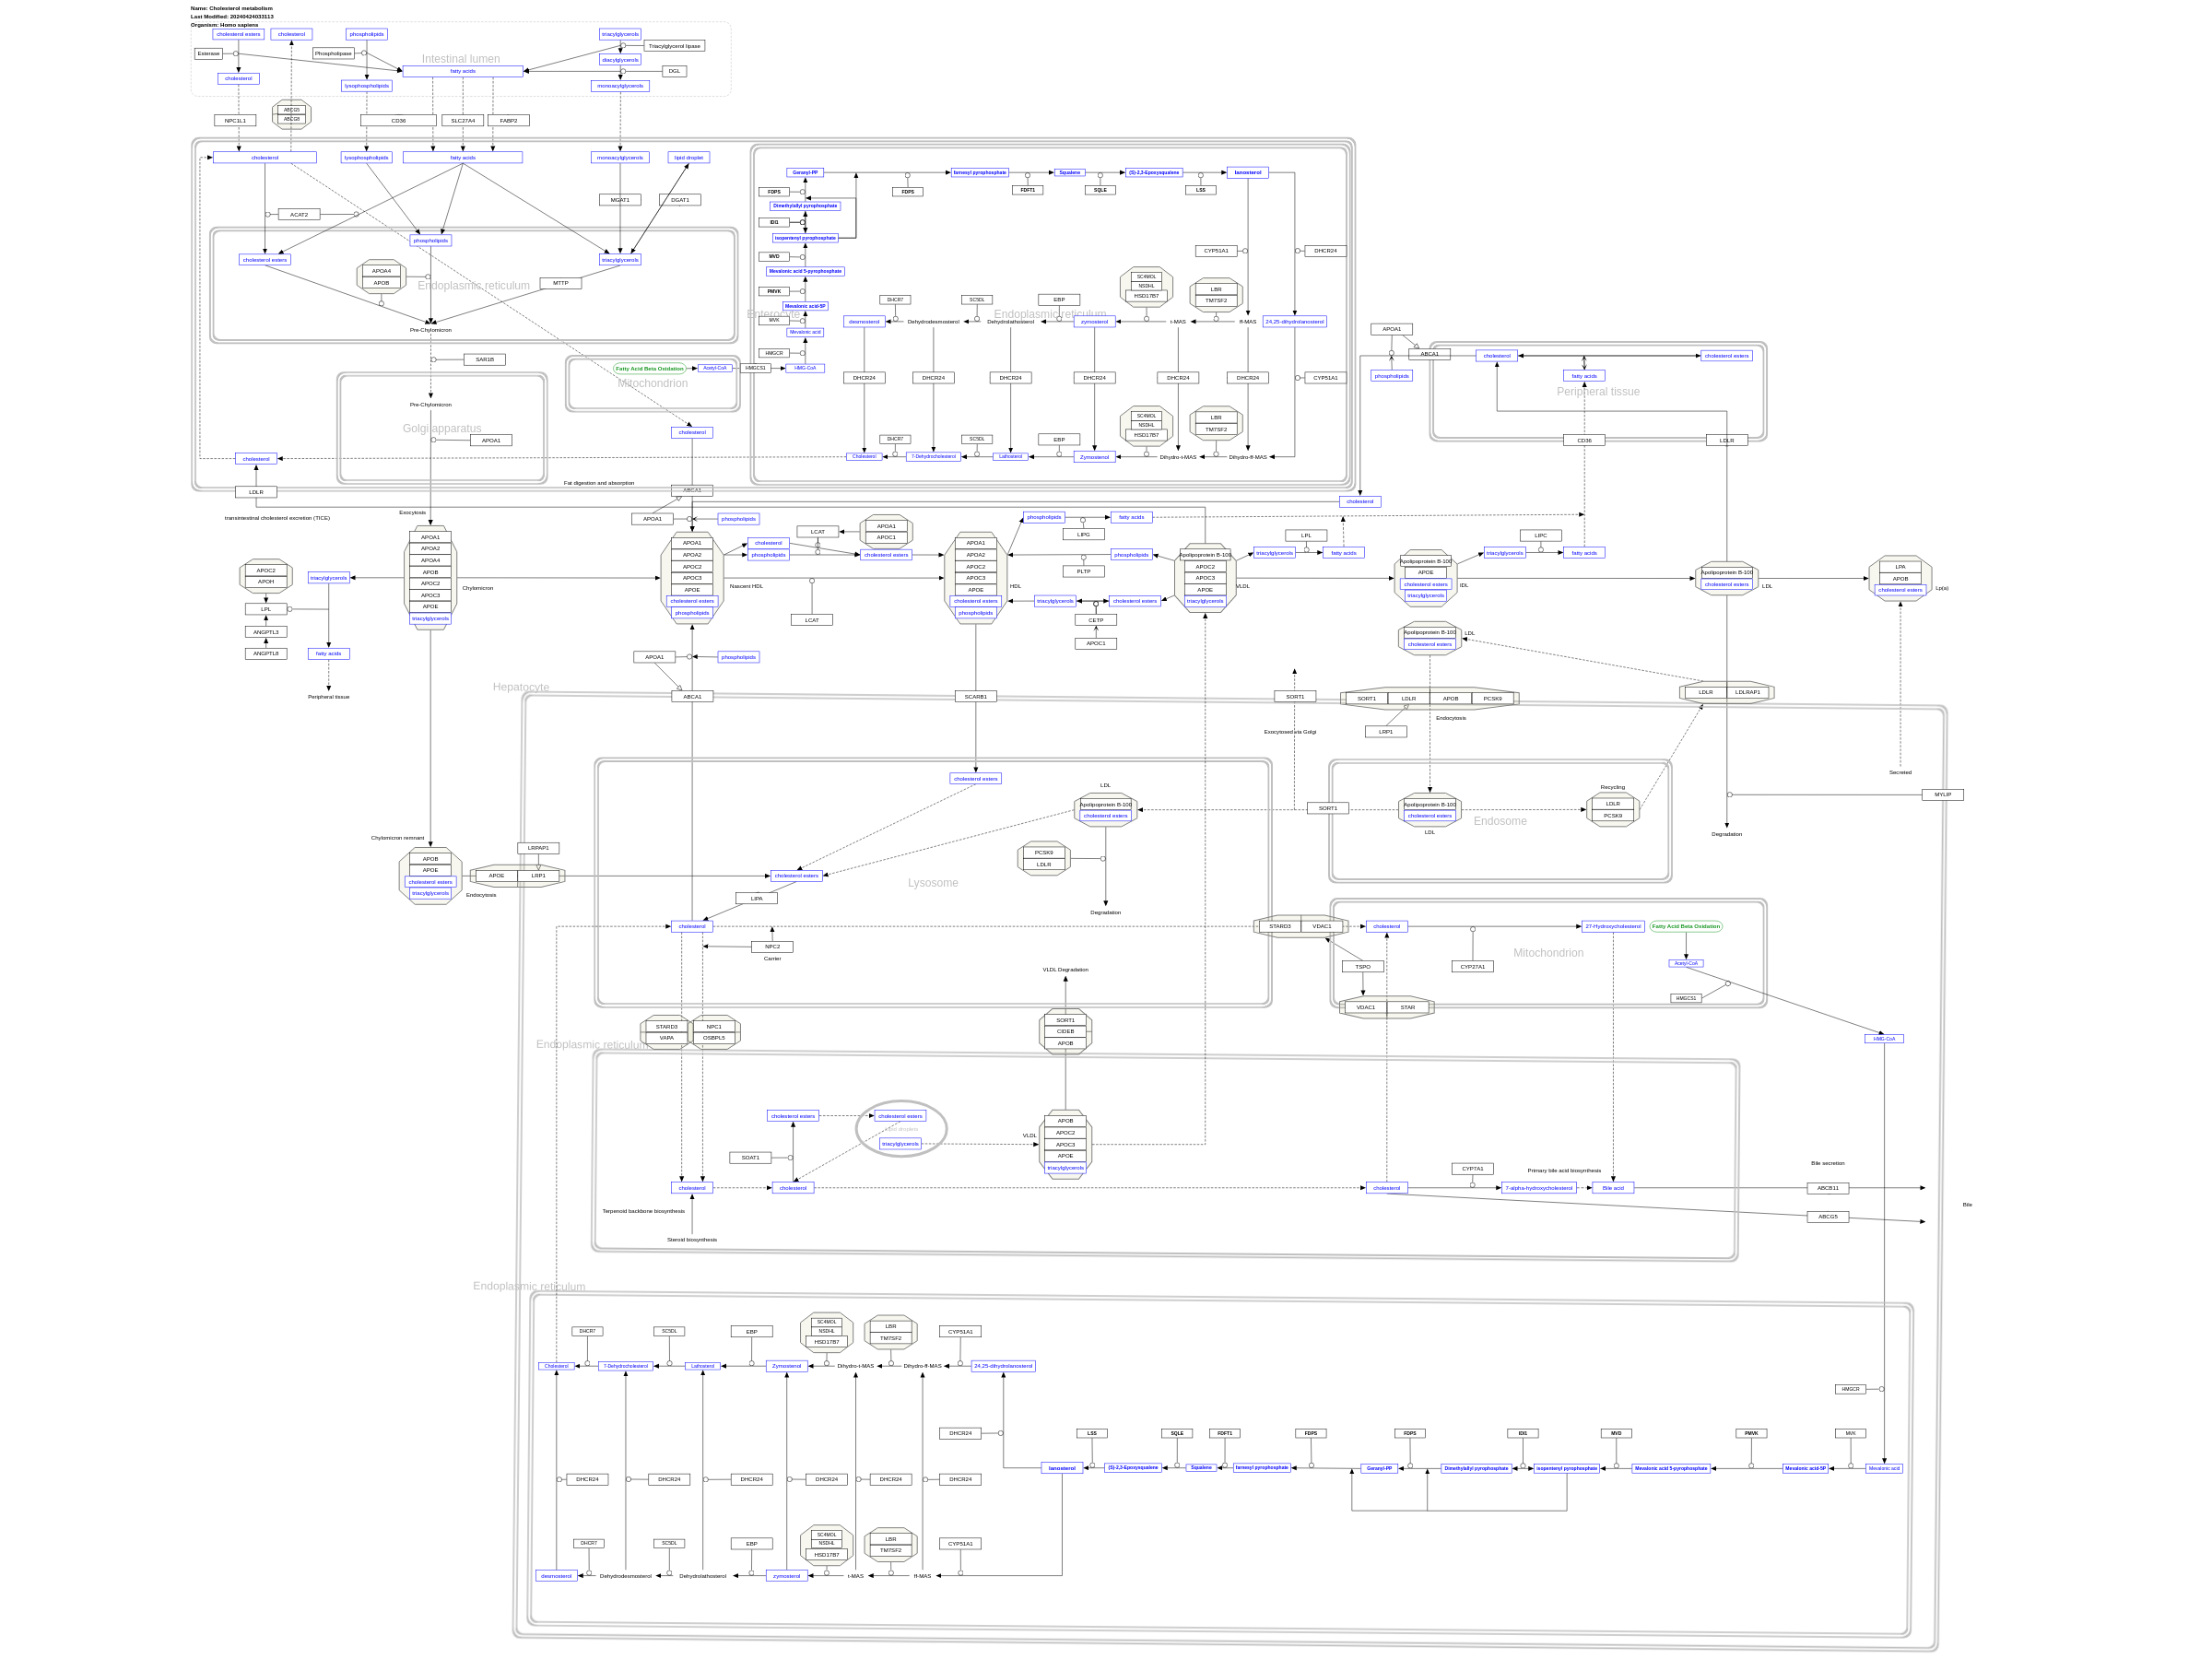 Name: Cholesterol metabolism
Last Modified: 20240424033113
Organism: Homo sapiens
cholesterol esters
cholesterol
phospholipids
triacylglycerols
Esterase
Phospholipase
Triacylglycerol lipase
Intestinal lumen
diacylglycerols
fatty acids
DGL
cholesterol
lysophospholipids
monoacylglycerols
ABCG5
ABCG8
NPC1L1
CD36
SLC27A4
FABP2
cholesterol
lysophospholipids
fatty acids
monoacylglycerols
lipid droplet
MGAT1
DGAT1
ACAT2
phospholipids
cholesterol esters
triacylglycerols
APOA4
APOB
MTTP
Endoplasmic reticulum
Pre-Chylomicron
SAR1B
Pre-Chylomicron
Golgi apparatus
APOA1
cholesterol
LDLR
Fatty Acid Beta Oxidation
Acetyl-CoA
HMGCS1
HMG-CoA
Mitochondrion
cholesterol
ABCA1
Fat digestion and absorption
Enterocyte
Geranyl-PP
farnesyl pyrophosphate
Squalene
(S)-2,3-Epoxysqualene
lanosterol
FDPS
FDPS
FDFT1
SQLE
LSS
Dimethylallyl pyrophosphate
IDI1
isopentenyl pyrophosphate
MVD
Mevalonic acid 5-pyrophosphate
PMVK
Mevalonic acid-5P
MVK
Mevalonic acid
HMGCR
CYP51A1
DHCR24
DHCR7
SC5DL
EBP
SC4MOL
NSDHL
HSD17B7
LBR
TM7SF2
Endoplasmic reticulum
desmosterol
Dehydrodesmosterol
Dehydrolathosterol
zymosterol
t-MAS
ff-MAS
24,25-dihydrolanosterol
DHCR24
DHCR24
DHCR24
DHCR24
DHCR24
DHCR24
CYP51A1
DHCR7
SC5DL
EBP
SC4MOL
NSDHL
HSD17B7
LBR
TM7SF2
Cholesterol
7-Dehydrocholesterol
Lathosterol
Zymosterol
Dihydro-t-MAS
Dihydro-ff-MAS
APOA1
ABCA1
cholesterol
cholesterol esters
phospholipids
fatty acids
Peripheral tissue
CD36
LDLR
cholesterol
transintestinal cholesterol excretion (TICE)
Exocytosis
APOA1
APOA2
APOA4
APOB
APOC2
APOC3
APOE
triacylglycerols
Chylomicron
APOC2
APOH
LPL
ANGPTL3
ANGPTL8
triacylglycerols
fatty acids
Peripheral tissue
APOA1
phospholipids
APOA1
APOA2
APOC2
APOC3
APOE
cholesterol esters
phospholipids
Nascent HDL
cholesterol
phospholipids
LCAT
APOA1
APOC1
cholesterol esters
LCAT
APOA1
APOA2
APOC2
APOC3
APOE
cholesterol esters
phospholipids
HDL
phospholipids
fatty acids
LIPG
phospholipids
PLTP
triacylglycerols
cholesterol esters
CETP
APOC1
Apolipoprotein B-100
APOC2
APOC3
APOE
triacylglycerols
VLDL
LPL
triacylglycerols
fatty acids
Apolipoprotein B-100
APOE
cholesterol esters
triacylglycerols
IDL
LIPC
triacylglycerols
fatty acids
Apolipoprotein B-100
cholesterol esters
LDL
LPA
APOB
cholesterol esters
Lp(a)
Apolipoprotein B-100
cholesterol esters
LDL
APOA1
phospholipids
Hepatocyte
ABCA1
SCARB1
SORT1
SORT1
LDLR
APOB
PCSK9
Endocytosis
LRP1
LDLR
LDLRAP1
Exocytosed via Golgi
Secreted
MYLIP
Degradation
cholesterol esters
LDL
Apolipoprotein B-100
cholesterol esters
SORT1
Apolipoprotein B-100
cholesterol esters
LDL
Endosome
Recycling
LDLR
PCSK9
Chylomicron remnant
APOB
APOE
cholesterol esters
triacylglycerols
LRPAP1
APOE
LRP1
Endocytosis
PCSK9
LDLR
cholesterol esters
Lysosome
LIPA
Degradation
cholesterol
NPC2
Carrier
STARD3
VDAC1
cholesterol
27-Hydroxycholesterol
Fatty Acid Beta Oxidation
Mitochondrion
TSPO
CYP27A1
Acetyl-CoA
HMGCS1
VDAC1
STAR
VLDL Degradation
STARD3
VAPA
NPC1
OSBPL5
SORT1
CIDEB
APOB
HMG-CoA
Endoplasmic reticulum
cholesterol esters
cholesterol esters
triacylglycerols
VLDL
APOB
APOC2
APOC3
APOE
triacylglycerols
SOAT1
cholesterol
cholesterol
cholesterol
CYP7A1
7-alpha-hydroxycholesterol
Primary bile acid biosynthesis
Bile acid
Bile secretion
ABCB11
ABCG5
Bile
Terpenoid backbone biosynthesis
Steroid biosynthesis
Endoplasmic reticulum
DHCR7
SC5DL
EBP
SC4MOL
NSDHL
HSD17B7
LBR
TM7SF2
CYP51A1
Cholesterol
7-Dehydrocholesterol
Lathosterol
Zymosterol
Dihydro-t-MAS
Dihydro-ff-MAS
24,25-dihydrolanosterol
HMGCR
DHCR24
LSS
SQLE
FDFT1
FDPS
FDPS
IDI1
MVD
PMVK
MVK
lanosterol
(S)-2,3-Epoxysqualene
Squalene
farnesyl pyrophosphate
Geranyl-PP
Dimethylallyl pyrophosphate
isopentenyl pyrophosphate
Mevalonic acid 5-pyrophosphate
Mevalonic acid-5P
Mevalonic acid
DHCR24
DHCR24
DHCR24
DHCR24
DHCR24
DHCR24
DHCR7
SC5DL
EBP
SC4MOL
NSDHL
HSD17B7
LBR
TM7SF2
CYP51A1
desmosterol
Dehydrodesmosterol
Dehydrolathosterol
zymosterol
t-MAS
ff-MAS